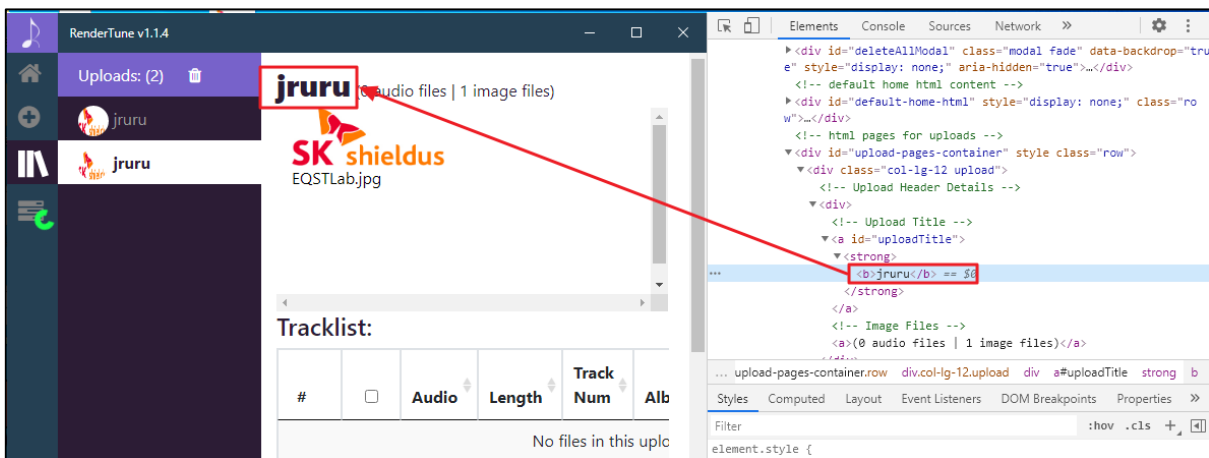 RenderTune v1.1.4
Uploads: (2)
jruru
jruru
jruru (0 audio files | 1 image files)
SK shieldus
EQSTLab.jpg
Tracklist:
# Audio Length Track Num Alb
No files in this uplo
Elements Console Sources Network »
<div id="deleteAllModal" class="modal fade" data-backdrop="tru
e" style="display: none;" aria-hidden="true">…</div>
<!-- default home html content -->
<div id="default-home-html" style="display: none;" class="ro
w">…</div>
<!-- html pages for uploads -->
<div id="upload-pages-container" style class="row">
<div class="col-lg-12 upload">
<!-- Upload Header Details -->
<div>
<!-- Upload Title -->
<a id="uploadTitle">
<strong>
… <b>jruru</b> == $0
</strong>
</a>
<!-- Image Files -->
<a>(0 audio files | 1 image files)</a>
</div>
... upload-pages-container.row div.col-lg-12.upload div a#uploadTitle strong b
Styles Computed Layout Event Listeners DOM Breakpoints Properties »
Filter :hov .cls +
element.style {